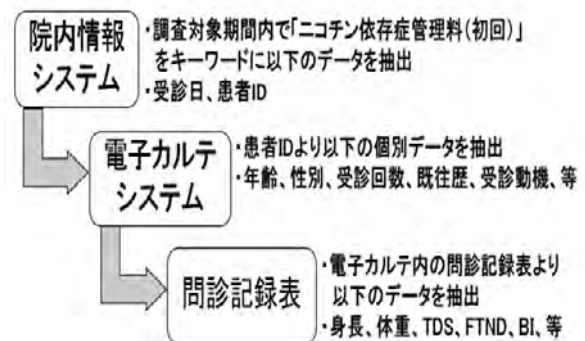 院内情報
システム
・調査対象期間内で「ニコチン依存症管理料(初回)」
をキーワードに以下のデータを抽出
・受診日、患者ID
電子カルテ
システム
・患者IDより以下の個別データを抽出
・年齢、性別、受診回数、既往歴、受診動機、等
問診記録表
・電子カルテ内の問診記録表より
以下のデータを抽出
・身長、体重、TDS、FTND、BI、等